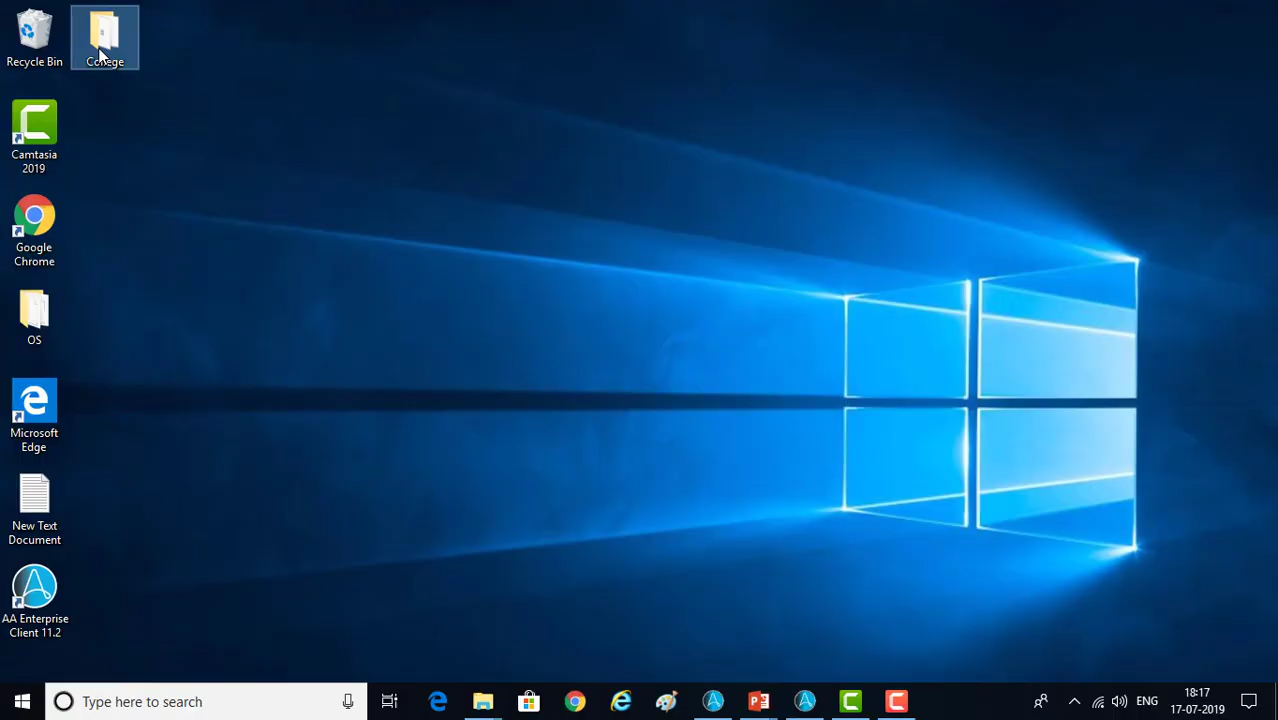 Recycle Bin
College
Camtasia
2019
Google
Chrome
OS
Microsoft
Edge
New Text
Document
AA Enterprise
Client 11.2
Type here to search
ENG
18:17
17-07-2019